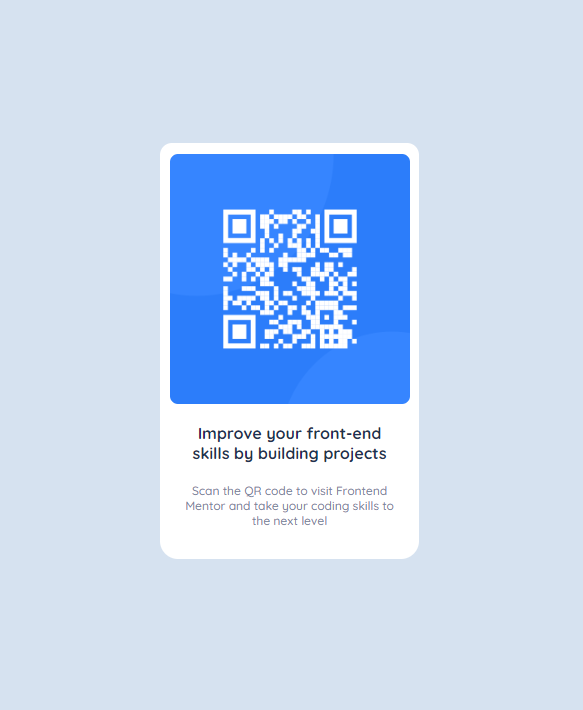 Improve your front-end
skills by building projects
Scan the QR code to visit Frontend
Mentor and take your coding skills to
the next level